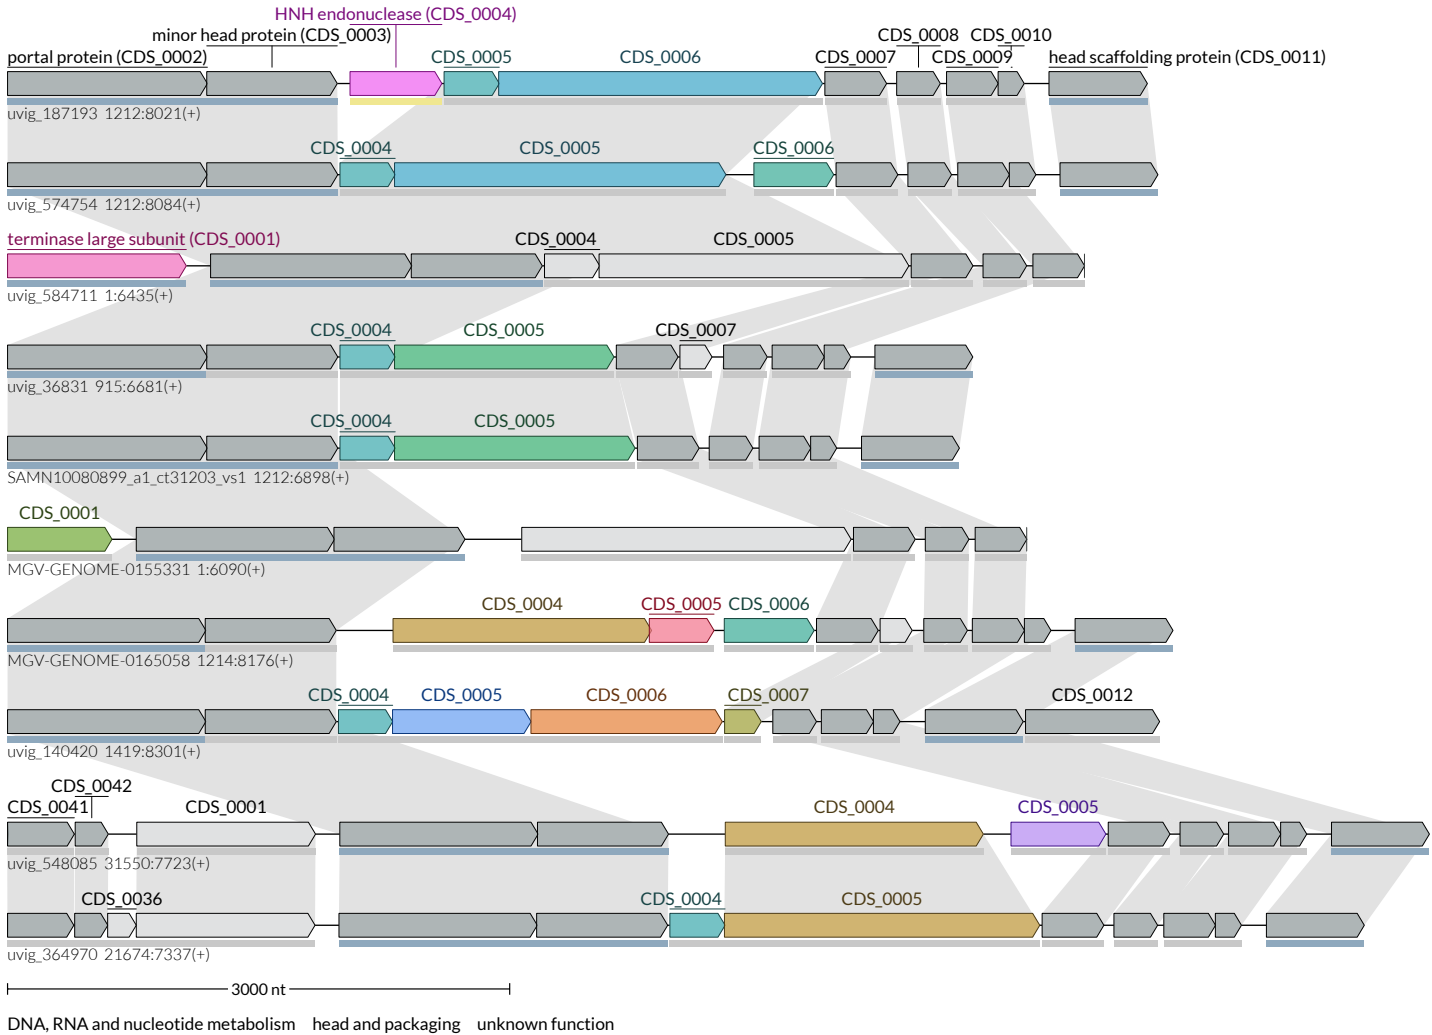 HNH endonuclease (CDS_0004)
minor head protein (CDS_0003) CDS_0008 CDS_0010
portal protein (CDS_0002) CDS_0005 CDS_0006 CDS_0007 CDS_0009 head scaffolding protein (CDS_0011)
uvig_187193 1212:8021(+)
CDS_0004 CDS_0005 CDS_0006
uvig_574754 1212:8084(+)
terminase large subunit (CDS_0001) CDS_0004 CDS_0005
uvig_584711 1:6435(+)
CDS_0004 CDS_0005 CDS_0007
uvig_36831 915:6681(+)
CDS_0004 CDS_0005
SAMN10080899_a1_ct31203_vs1 1212:6898(+)
CDS_0001
MGV-GENOME-0155331 1:6090(+)
CDS_0004 CDS_0005 CDS_0006
MGV-GENOME-0165058 1214:8176(+)
CDS_0004 CDS_0005 CDS_0006 CDS_0007 CDS_0012
uvig_140420 1419:8301(+)
CDS_0042
CDS_0041 CDS_0001 CDS_0004 CDS_0005
uvig_548085 31550:7723(+)
CDS_0036 CDS_0004 CDS_0005
uvig_364970 21674:7337(+)
3000 nt
DNA, RNA and nucleotide metabolism head and packaging unknown function